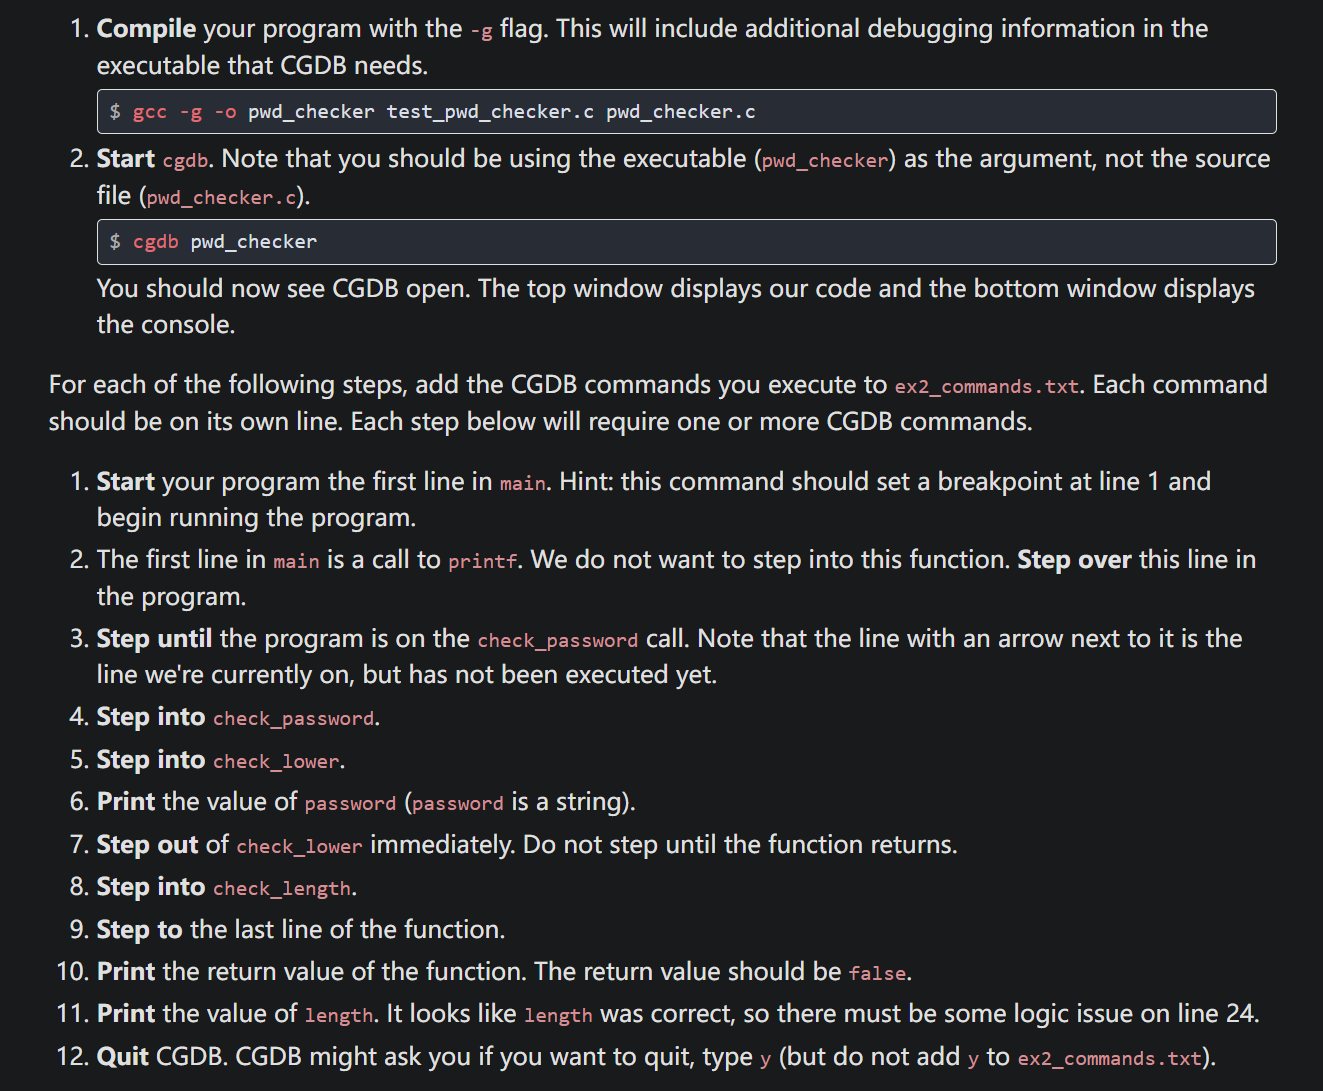 1. Compile your program with the -g flag. This will include additional debugging information in the
executable that CGDB needs.
$ gcc -g -o pwd_checker test_pwd_checker.c pwd_checker.c
2. Start cgdb. Note that you should be using the executable (pwd_checker) as the argument, not the source
file (pwd_checker.c).
$ cgdb pwd_checker
You should now see CGDB open. The top window displays our code and the bottom window displays
the console.
For each of the following steps, add the CGDB commands you execute to ex2_commands.txt. Each command
should be on its own line. Each step below will require one or more CGDB commands.
1. Start your program the first line in main. Hint: this command should set a breakpoint at line 1 and
begin running the program.
2. The first line in main is a call to printf. We do not want to step into this function. Step over this line in
the program.
3. Step until the program is on the check_password call. Note that the line with an arrow next to it is the
line we're currently on, but has not been executed yet.
4. Step into check_password.
5. Step into check_lower.
6. Print the value of password (password is a string).
7. Step out of check_lower immediately. Do not step until the function returns.
8. Step into check_length.
9. Step to the last line of the function.
10. Print the return value of the function. The return value should be false.
11. Print the value of length. It looks like length was correct, so there must be some logic issue on line 24.
12. Quit CGDB. CGDB might ask you if you want to quit, type y (but do not add y to ex2_commands.txt).